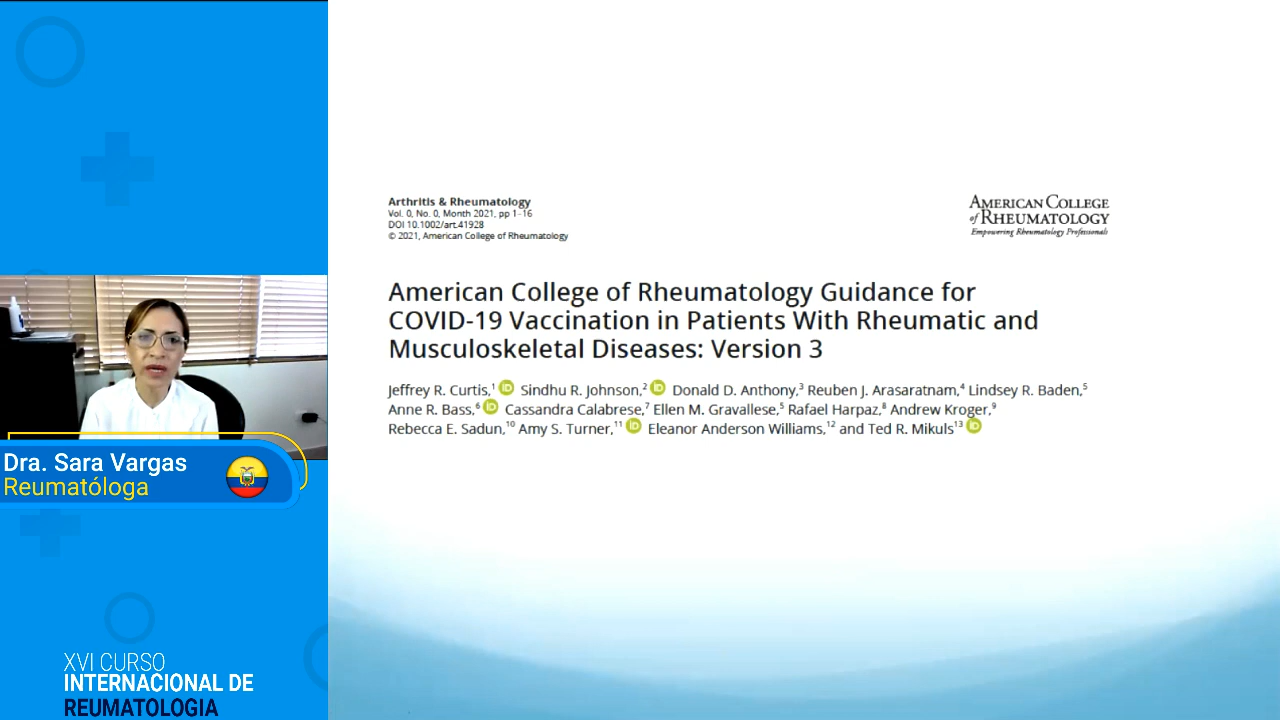 Dra. Sara Vargas
Reumatóloga
XVI CURSO
INTERNACIONAL DE
REUMATOLOGIA
Arthritis & Rheumatology
Vol. 0, No. 0, Month 2021, pp 1–16
DOI 10.1002/art.41928
© 2021, American College of Rheumatology
AMERICAN COLLEGE
of RHEUMATOLOGY
Empowering Rheumatology Professionals
American College of Rheumatology Guidance for
COVID-19 Vaccination in Patients With Rheumatic and
Musculoskeletal Diseases: Version 3
Jeffrey R. Curtis,1 iD Sindhu R. Johnson,2 iD Donald D. Anthony,3 Reuben J. Arasaratnam,4 Lindsey R. Baden,5
Anne R. Bass,6 iD Cassandra Calabrese,7 Ellen M. Gravallese,5 Rafael Harpaz,8 Andrew Kroger,9
Rebecca E. Sadun,10 Amy S. Turner,11 iD Eleanor Anderson Williams,12 and Ted R. Mikuls13 iD